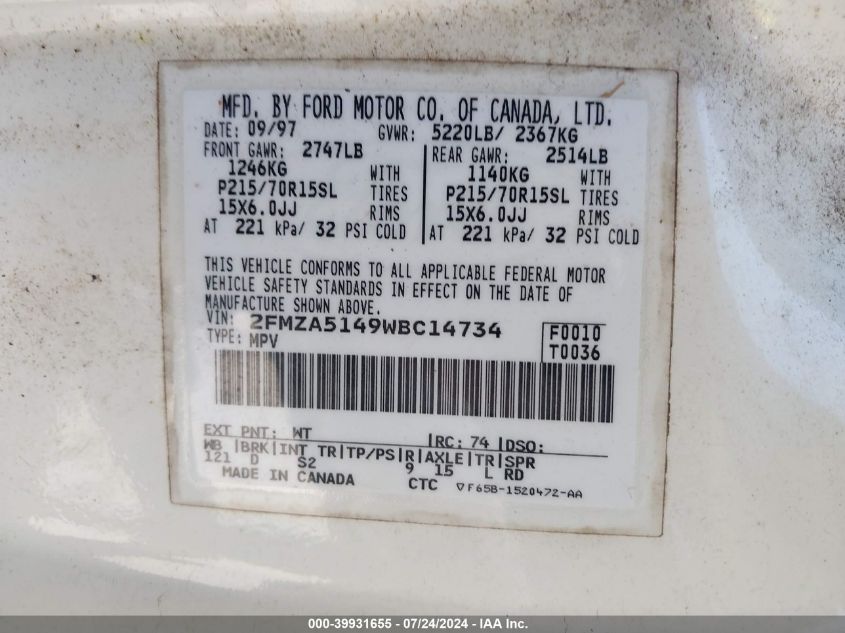 MFD. BY FORD MOTOR CO. OF CANADA, LTD.
DATE: 09/97 GVWR: 5220LB/ 2367KG
FRONT GAWR: 2747LB REAR GAWR: 2514LB
1246KG WITH 1140KG WITH
P215/70R15SL TIRES P215/70R15SL TIRES
15X6.0JJ RIMS 15X6.0JJ RIMS
AT 221 kPa/ 32 PSI COLD AT 221 kPa/ 32 PSI COLD
THIS VEHICLE CONFORMS TO ALL APPLICABLE FEDERAL MOTOR
VEHICLE SAFETY STANDARDS IN EFFECT ON THE DATE OF
MANUFACTURE SHOWN ABOVE.
VIN: 2FMZA5149WBC14734 F0010
TYPE: MPV T0036
EXT PNT: WT RC: 74 DSO:
WB BRK INT TR TP/PS R AXLE TR SPR
121 D S2 9 15 L RD
MADE IN CANADA CTC ▽F65B-1520472-AA
000-39931655 / 07/24/2024 - IAA Inc.